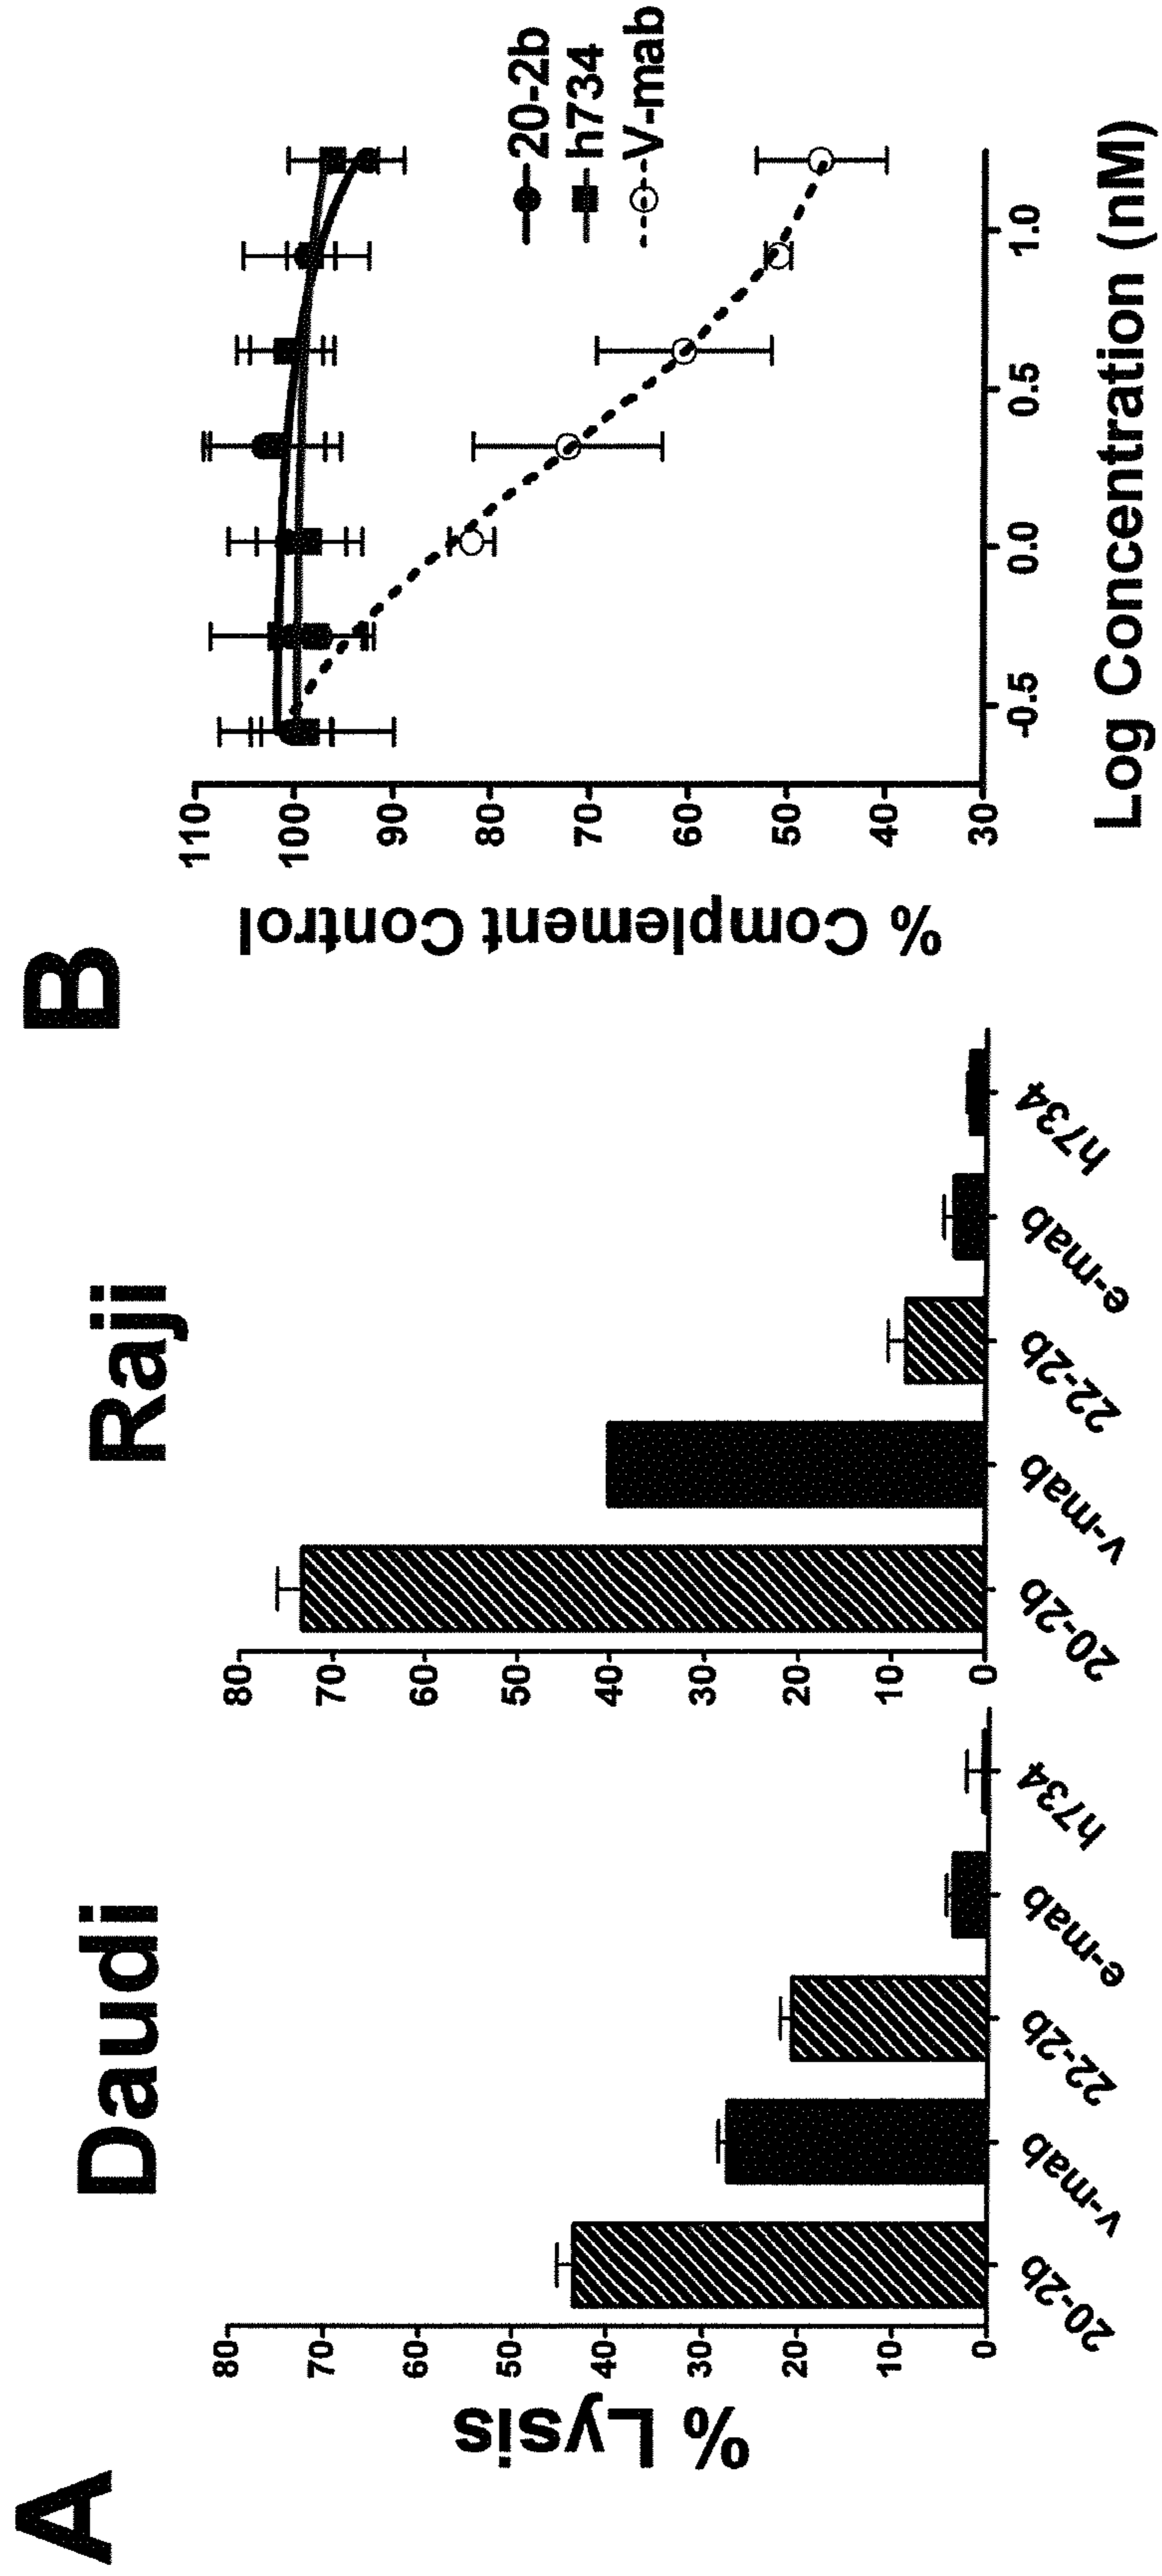 A
Daudi
% Lysis
80
70
60
50
40
30
20
10
0
20-2b
v-mab
22-2b
e-mab
h734
Raji
80
70
60
50
40
30
20
10
0
20-2b
v-mab
22-2b
e-mab
h734
B
% Complement Control
110
100
90
80
70
60
50
40
30
-0.5
0.0
0.5
1.0
Log Concentration (nM)
20-2b
h734
V-mab